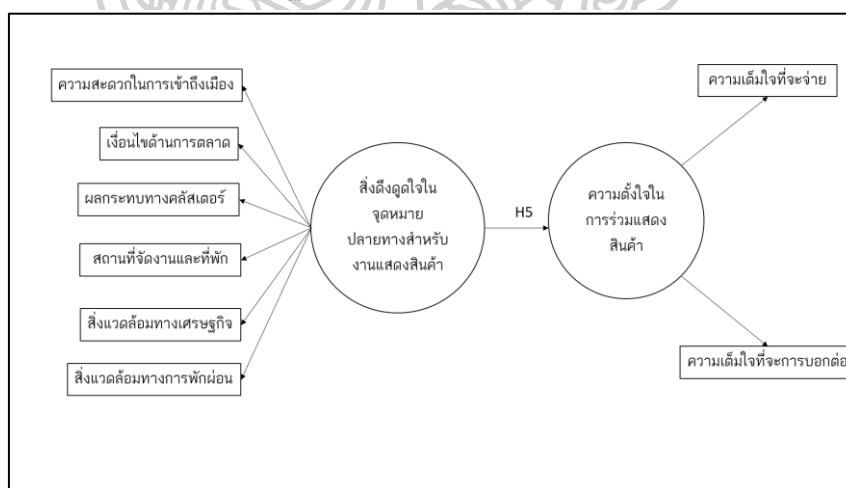 ความสะดวกในการเข้าถึงเมือง
เงื่อนไขด้านการตลาด
ผลกระทบทางคลัสเตอร์
สถานที่จัดงานและที่พัก
สิ่งแวดล้อมทางเศรษฐกิจ
สิ่งแวดล้อมทางการพักผ่อน
สิ่งดึงดูดใจใน
จุดหมาย
ปลายทางสำหรับ
งานแสดงสินค้า
H5
ความตั้งใจใน
การร่วมแสดง
สินค้า
ความเต็มใจที่จะจ่าย
ความเต็มใจที่จะการบอกต่อ